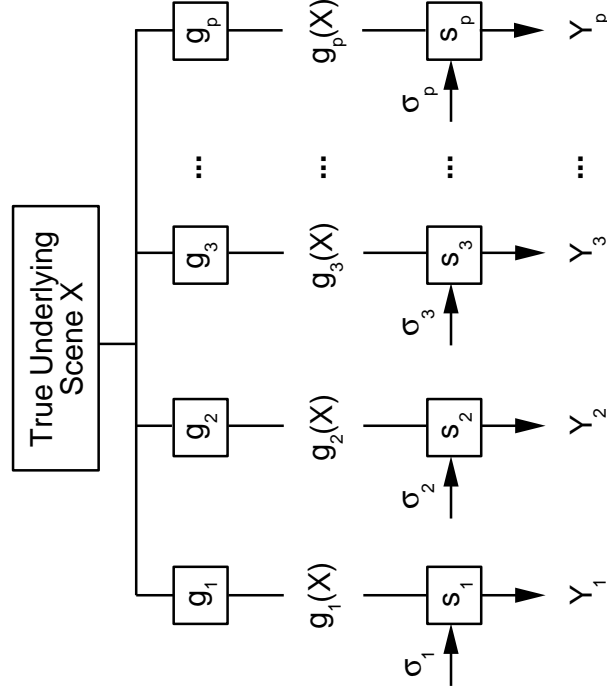 True Underlying
Scene X
g1 g2 g3 ... gp
g1(X) g2(X) g3(X) ... gp(X)
σ1 s1 σ2 s2 σ3 s3 ... σp sp
Y1 Y2 Y3 ... Yp